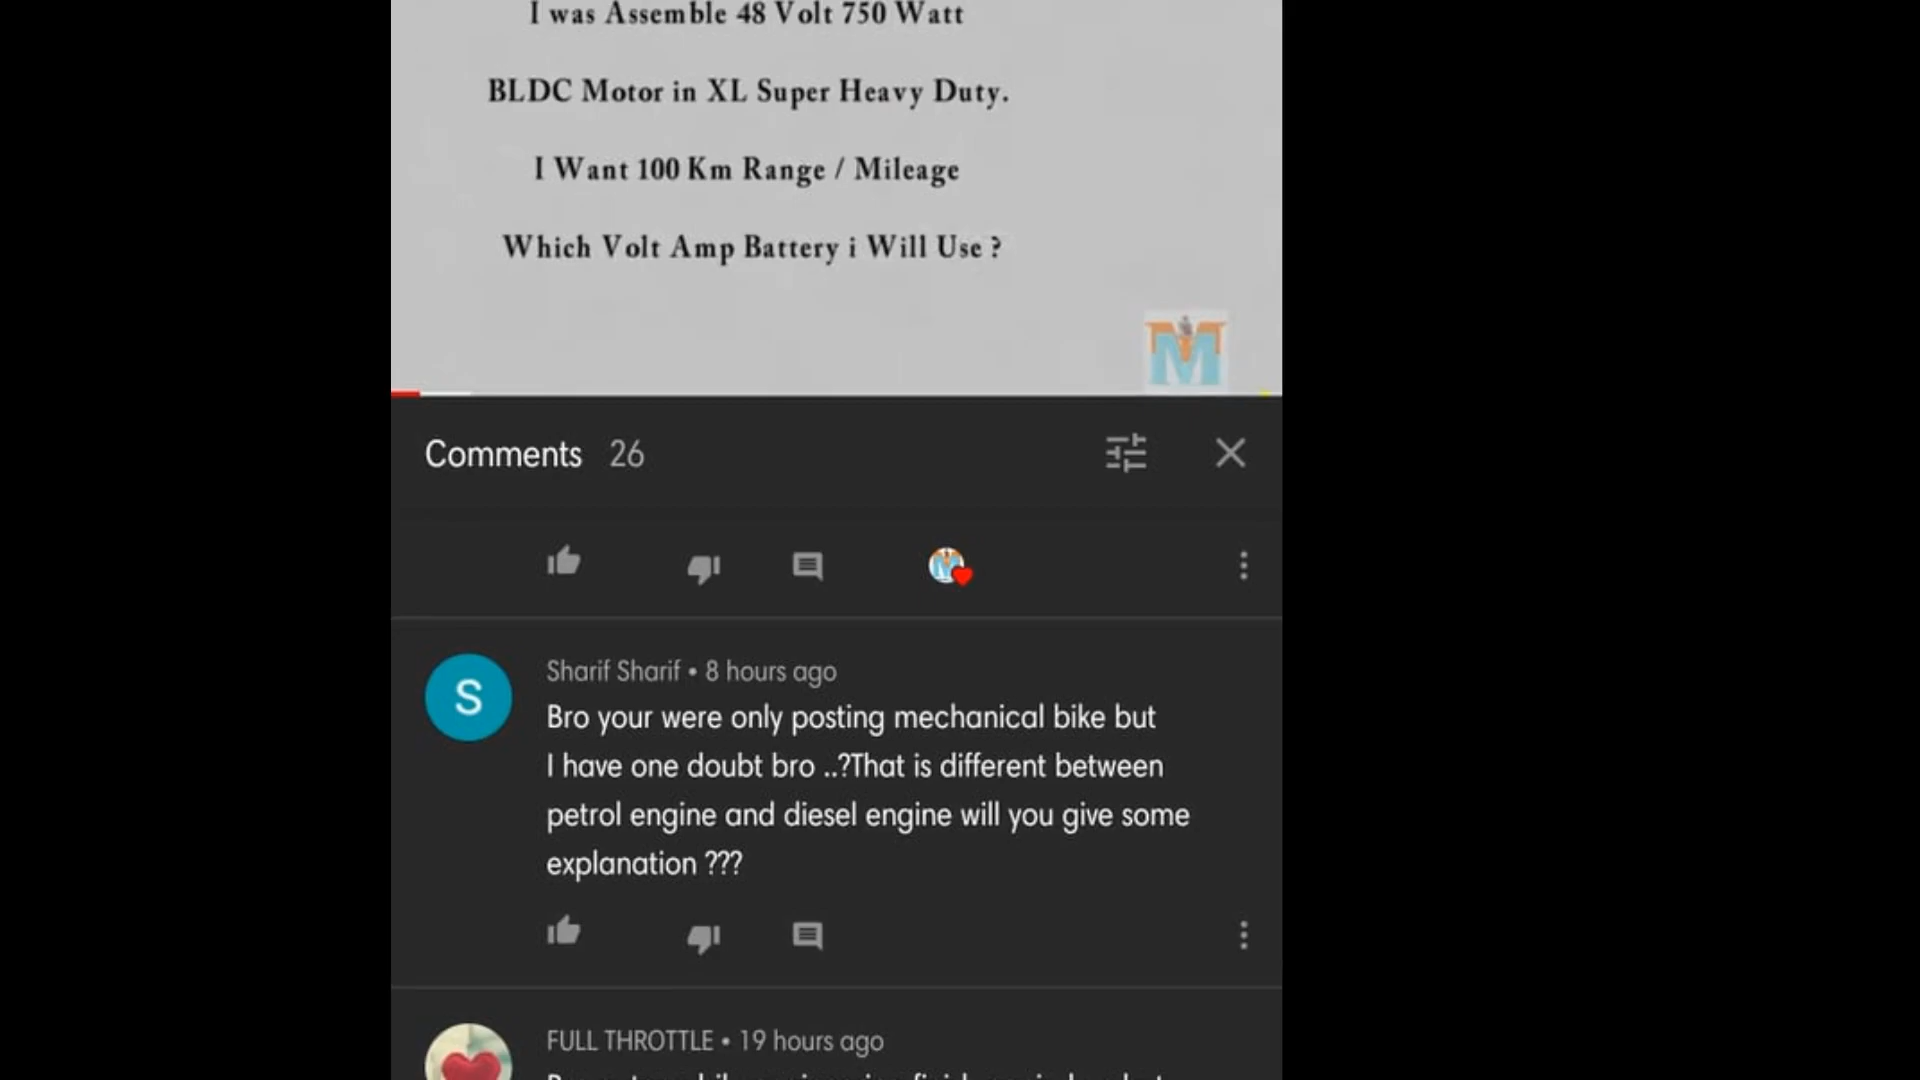 I was Assemble 48 Volt 750 Watt
BLDC Motor in XL Super Heavy Duty.
I Want 100 Km Range / Mileage
Which Volt Amp Battery i Will Use ?
M
Comments 26
S
Sharif Sharif • 8 hours ago
Bro your were only posting mechanical bike but
I have one doubt bro ..?That is different between
petrol engine and diesel engine will you give some
explanation ???
FULL THROTTLE • 19 hours ago